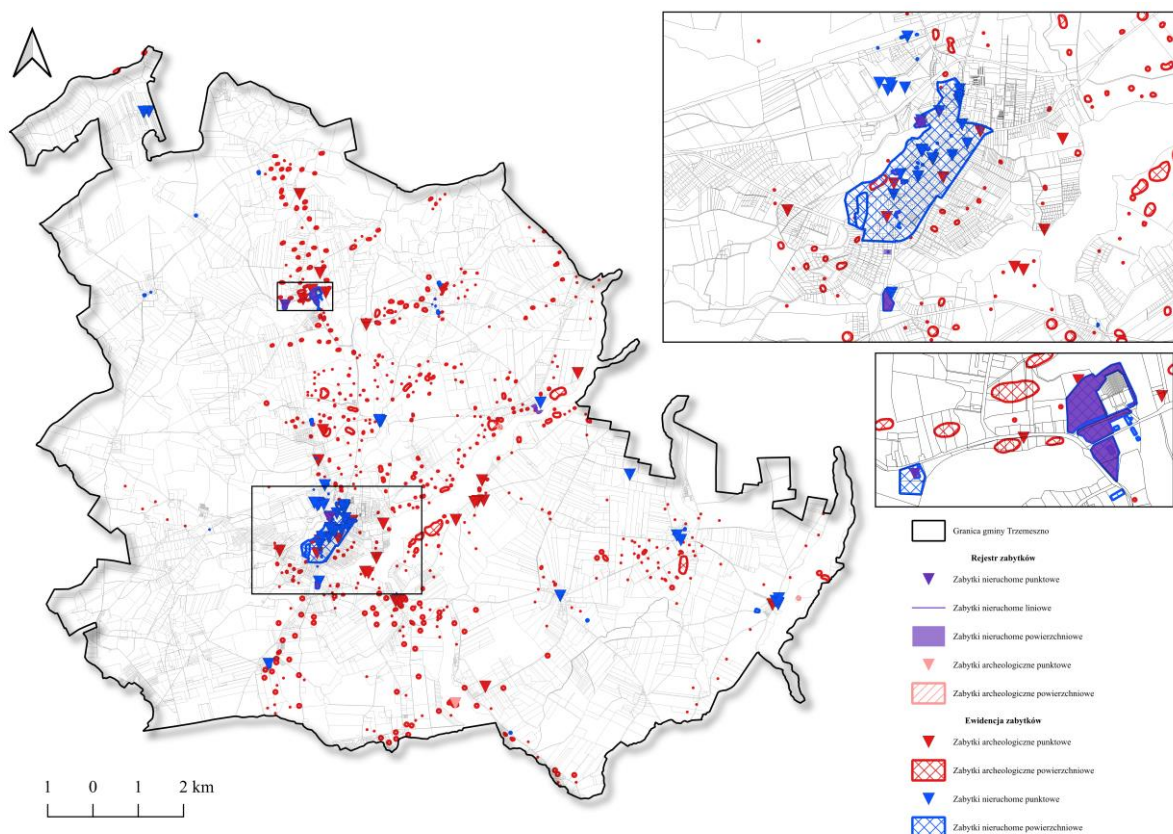 Granica gminy Trzemeszno
Rejestr zabytków
Zabytki nieruchome punktowe
Zabytki nieruchome liniowe
Zabytki nieruchome powierzchniowe
Zabytki archeologiczne punktowe
Zabytki archeologiczne powierzchniowe
Ewidencja zabytków
Zabytki archeologiczne punktowe
Zabytki archeologiczne powierzchniowe
Zabytki nieruchome punktowe
Zabytki nieruchome powierzchniowe
1 0 1 2 km